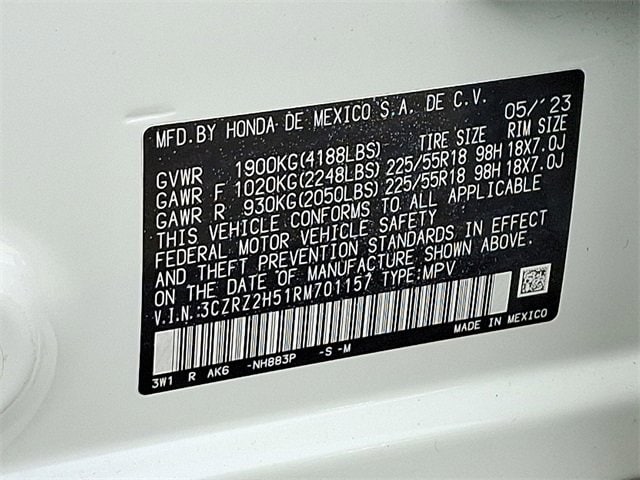 MFD.BY HONDA DE MEXICO S.A. DE C.V. 05/'23
TIRE SIZE RIM SIZE
GVWR 1900KG(4188LBS)
GAWR F 1020KG(2248LBS) 225/55R18 98H 18X7.0J
GAWR R 930KG(2050LBS) 225/55R18 98H 18X7.0J
THIS VEHICLE CONFORMS TO ALL APPLICABLE
FEDERAL MOTOR VEHICLE SAFETY
AND THEFT PREVENTION STANDARDS IN EFFECT
ON THE DATE OF MANUFACTURE SHOWN ABOVE.
V.I.N.:3CZRZ2H51RM701157 TYPE:MPV
MADE IN MEXICO
3W1 R AK6 -NH883P -S -M